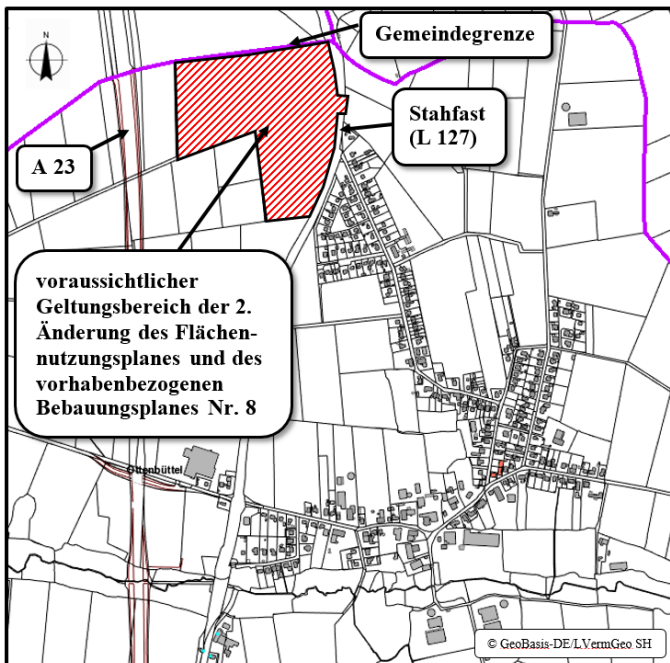 Gemeindegrenze
N
Stahfast
(L 127)
A 23
voraussichtlicher
Geltungsbereich der 2.
Änderung des Flächen-
nutzungsplanes und des
vorhabenbezogenen
Bebauungsplanes Nr. 8
Ottenbüttel
© GeoBasis-DE/LVermGeo SH